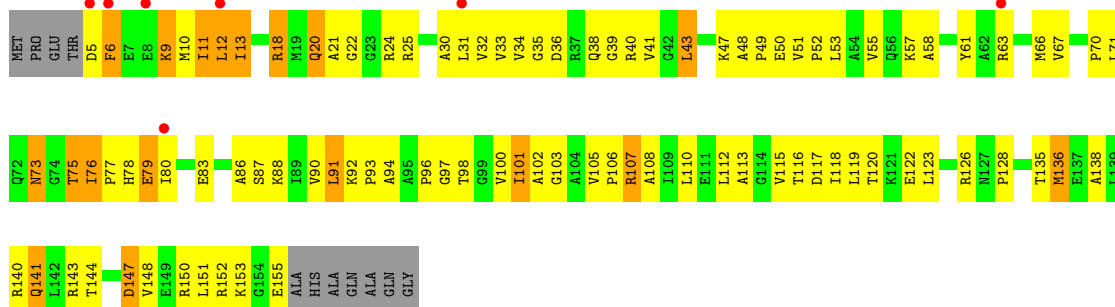 MET PRO GLU THR D5 F6 E7 E8 K9 M10 I11 L12 I13 R18 M19 Q20 A21 G22 G23 R24 R25 A30 L31 V32 V33 V34 G35 D36 R37 Q38 G39 R40 V41 G42 L43 K47 A48 P49 E50 V51 P52 L53 A54 V55 Q56 K57 A58 Y61 A62 R63 M66 V67 P70 L71
Q72 N73 G74 T75 I76 P77 H78 E79 I80 E83 A86 S87 K88 I89 V90 L91 K92 P93 A94 A95 P96 G97 T98 G99 V100 I101 A102 G103 A104 V105 P106 R107 A108 I109 L110 E111 L112 A113 G114 V115 T116 D117 I118 L119 T120 K121 E122 L123 R126 N127 P128 T135 M136 E137 A138 L139
R140 Q141 L142 R143 T144 D147 V148 E149 R150 L151 R152 K153 G154 E155 ALA HIS ALA GLN ALA GLN GLY